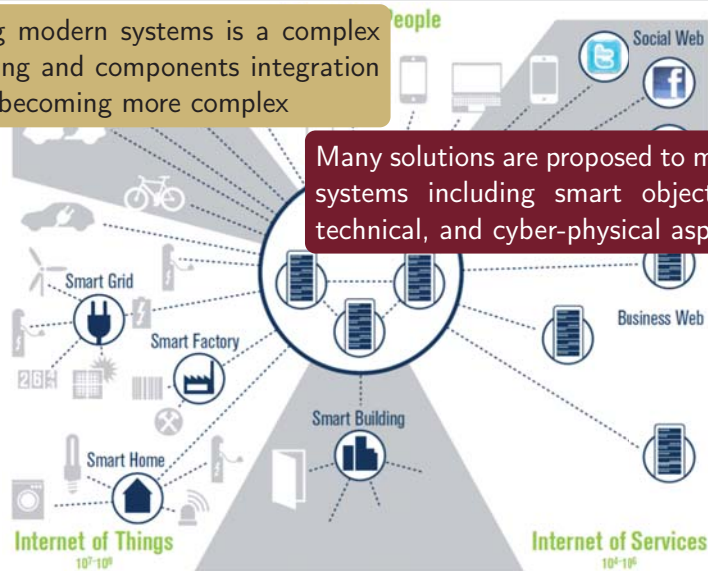 g modern systems is a complex
ing and components integration
becoming more complex
People
Social Web
Many solutions are proposed to m
systems including smart object
technical, and cyber-physical asp
Smart Grid
Smart Factory
Business Web
Smart Building
Smart Home
Internet of Things
Internet of Services